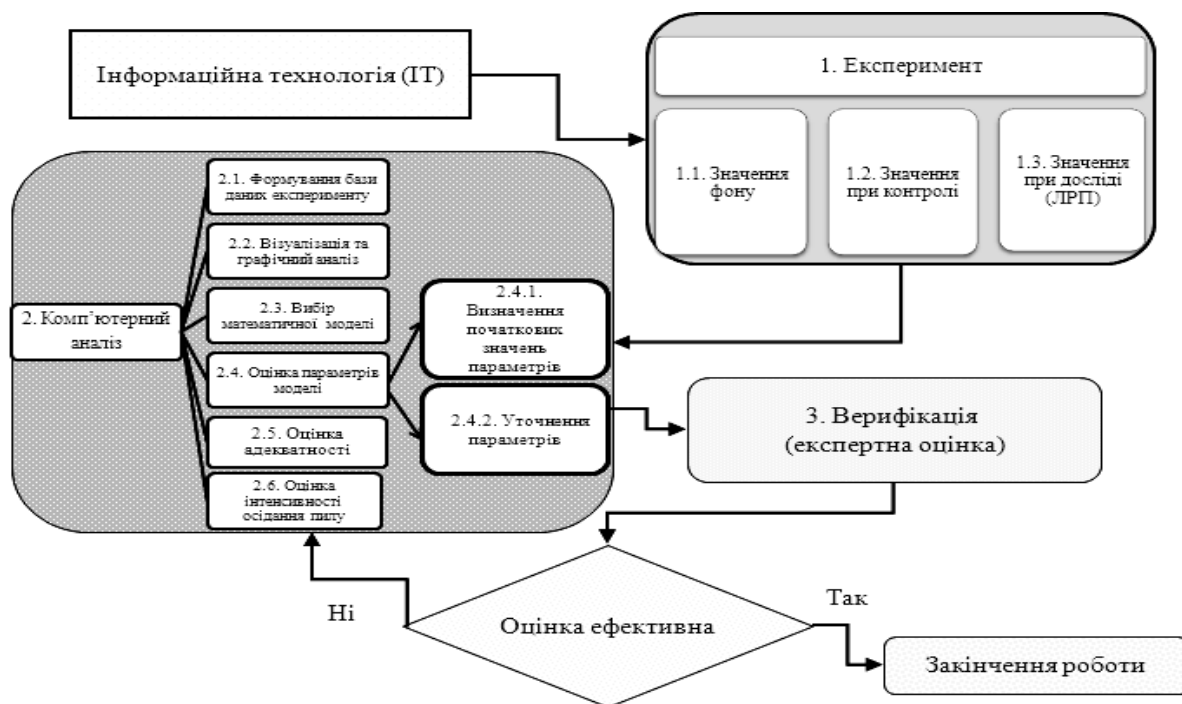 Інформаційна технологія (ІТ)
1. Експеримент
1.1. Значення
фону
1.2. Значення
при контролі
1.3. Значення
при досліді
(ЛРП)
2. Комп’ютерний
аналіз
2.1. Формування бази
даних експерименту
2.2. Візуалізація та
графічний аналіз
2.3. Вибір
математичної моделі
2.4. Оцінка параметрів
моделі
2.5. Оцінка
адекватності
2.6. Оцінка
інтенсивності
осідання пилу
2.4.1.
Визначення
початкових
значень
параметрів
2.4.2. Уточнення
параметрів
3. Верифікація
(експертна оцінка)
Оцінка ефективна
Ні
Так
Закінчення роботи